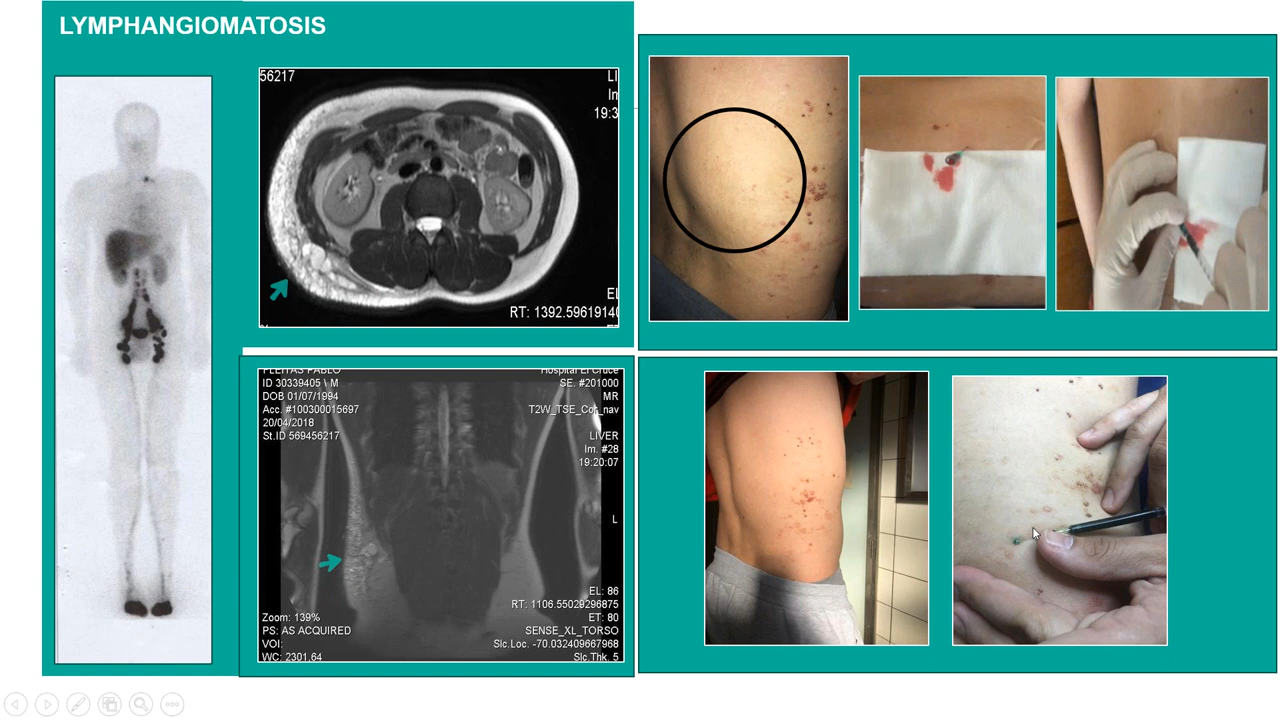 LYMPHANGIOMATOSIS
56217
LI
Im
19:3
EL
RT: 1392.59619140
PLEITAS PABLO
ID 30339405 \ M
DOB 01/07/1994
Acc. #100300015697
20/04/2018
St.ID 569456217
Hospital El Cruce
SE. #201000
MR
T2W_TSE_Cor_nav
LIVER
Im. #28
19:20:07
L
Zoom: 139%
PS: AS ACQUIRED
VOI:
WC: 2301,64
EL: 86
RT: 1106.55029296875
ET: 80
SENSE_XL_TORSO
Slc.Loc. -70.032409667968
Slc.Thk. 5